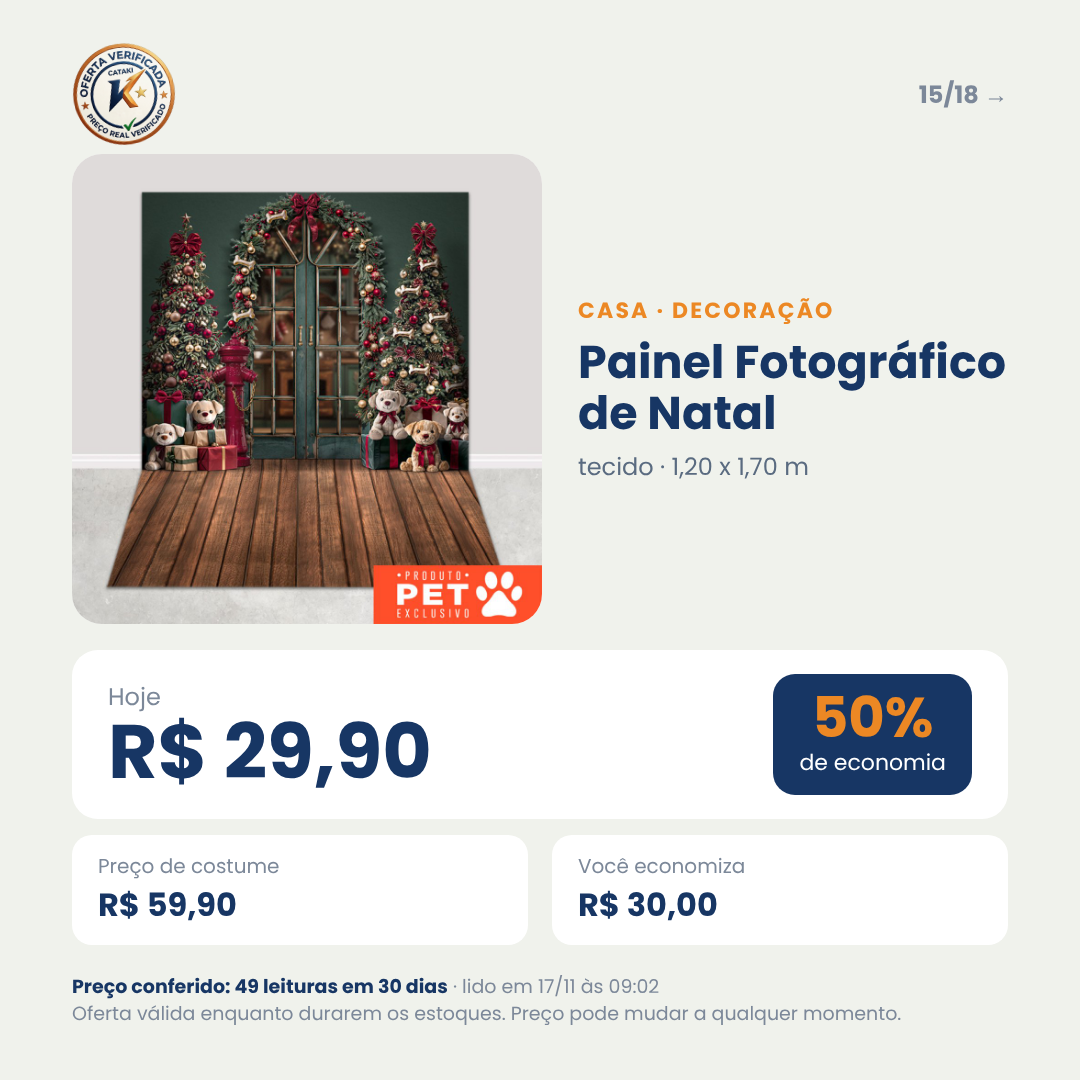 OFERTA VERIFICADA
CATAKI
K
PREÇO REAL VERIFICADO
15/18 →
CASA · DECORAÇÃO
Painel Fotográfico
de Natal
tecido · 1,20 x 1,70 m
•PRODUTO•
PET
EXCLUSIVO
Hoje
R$ 29,90
50%
de economia
Preço de costume
R$ 59,90
Você economiza
R$ 30,00
Preço conferido: 49 leituras em 30 dias · lido em 17/11 às 09:02
Oferta válida enquanto durarem os estoques. Preço pode mudar a qualquer momento.